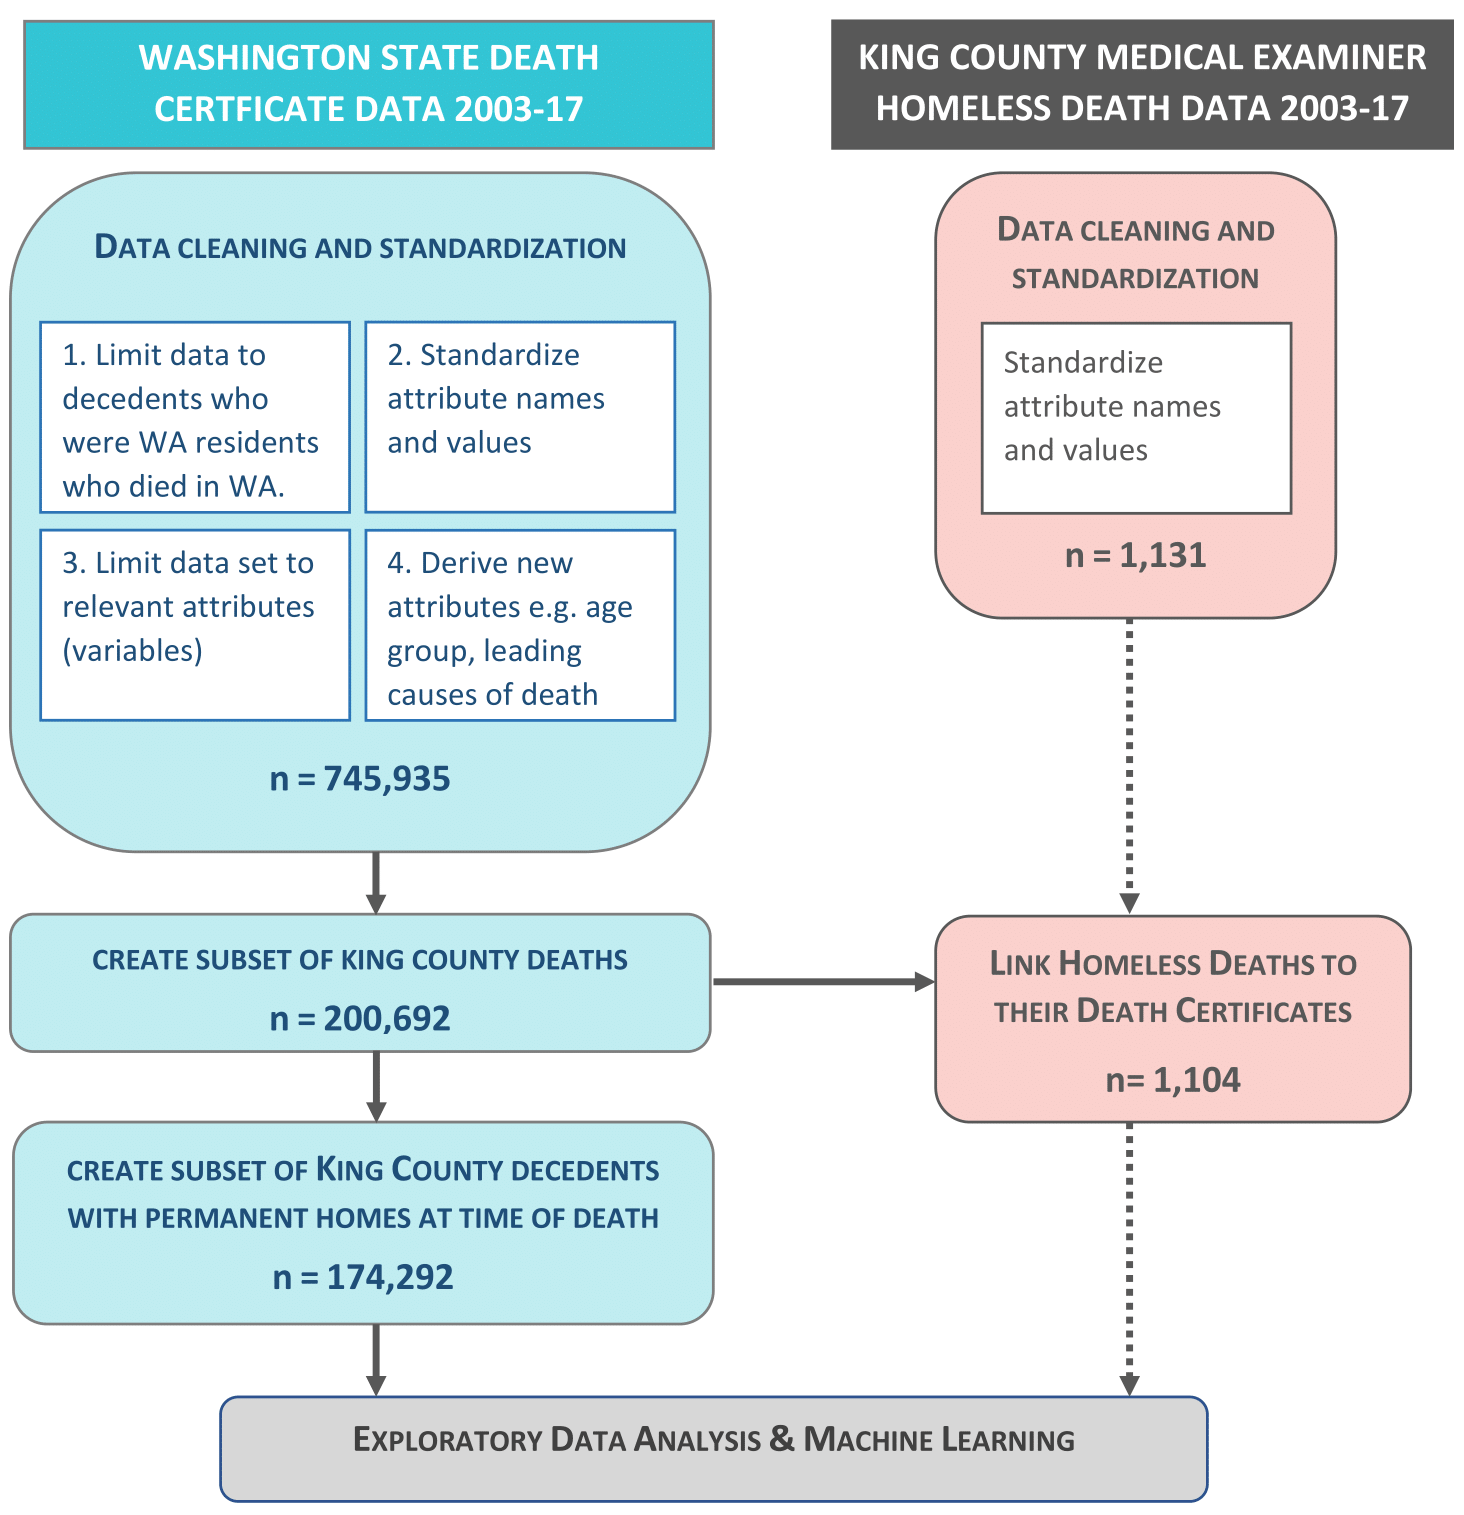 WASHINGTON STATE DEATH
CERTFICATE DATA 2003-17
KING COUNTY MEDICAL EXAMINER
HOMELESS DEATH DATA 2003-17
DATA CLEANING AND STANDARDIZATION
1. Limit data to
decedents who
were WA residents
who died in WA.
2. Standardize
attribute names
and values
3. Limit data set to
relevant attributes
(variables)
4. Derive new
attributes e.g. age
group, leading
causes of death
n = 745,935
DATA CLEANING AND
STANDARDIZATION
Standardize
attribute names
and values
n = 1,131
CREATE SUBSET OF KING COUNTY DEATHS
n = 200,692
LINK HOMELESS DEATHS TO
THEIR DEATH CERTIFICATES
n= 1,104
CREATE SUBSET OF KING COUNTY DECEDENTS
WITH PERMANENT HOMES AT TIME OF DEATH
n = 174,292
EXPLORATORY DATA ANALYSIS & MACHINE LEARNING